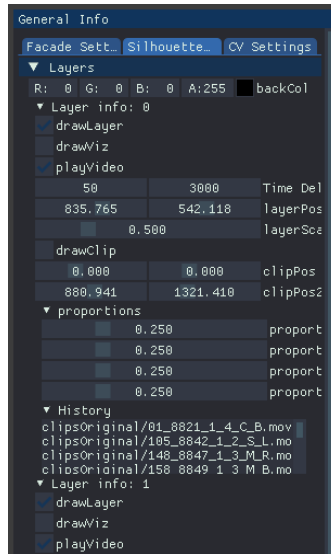 General Info
Facade Sett… Silhouette… CV Settings
Layers
R: 0 G: 0 B: 0 A:255 backCol
Layer info: 0
drawLayer
drawViz
playVideo
50 3000 Time Del
835.765 542.118 layerPos
0.500 layerSca
drawClip
0.000 0.000 clipPos
880.941 1321.410 clipPos2
proportions
0.250 proport
0.250 proport
0.250 proport
0.250 proport
History
clipsOriginal/01_8821_1_4_C_B.mov
clipsOriginal/105_8842_1_2_S_L.mo
clipsOriginal/148_8847_1_3_M_R.mo
clipsOriginal/158_8849_1_3_M_B.mo
Layer info: 1
drawLayer
drawViz
playVideo